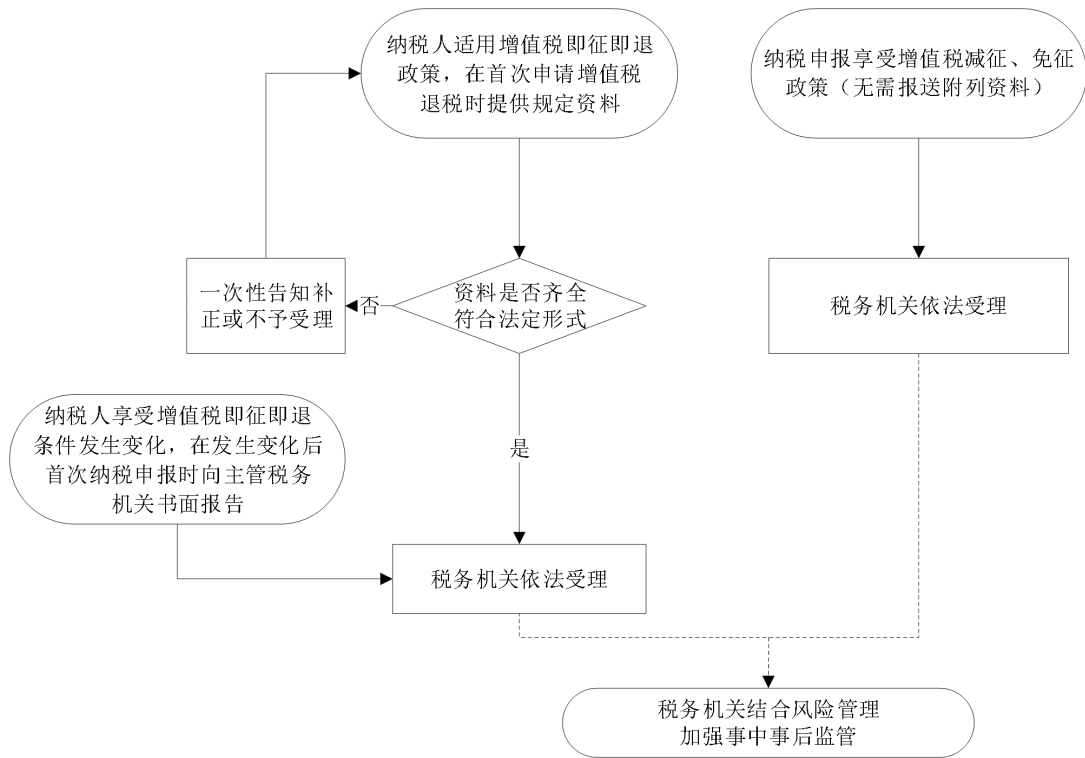 纳税人适用增值税即征即退
政策，在首次申请增值税
退税时提供规定资料
纳税申报享受增值税减征、免征
政策（无需报送附列资料）
一次性告知补
正或不予受理
否
资料是否齐全
符合法定形式
税务机关依法受理
纳税人享受增值税即征即退
条件发生变化，在发生变化后
首次纳税申报时向主管税务
机关书面报告
是
税务机关依法受理
税务机关结合风险管理
加强事中事后监管